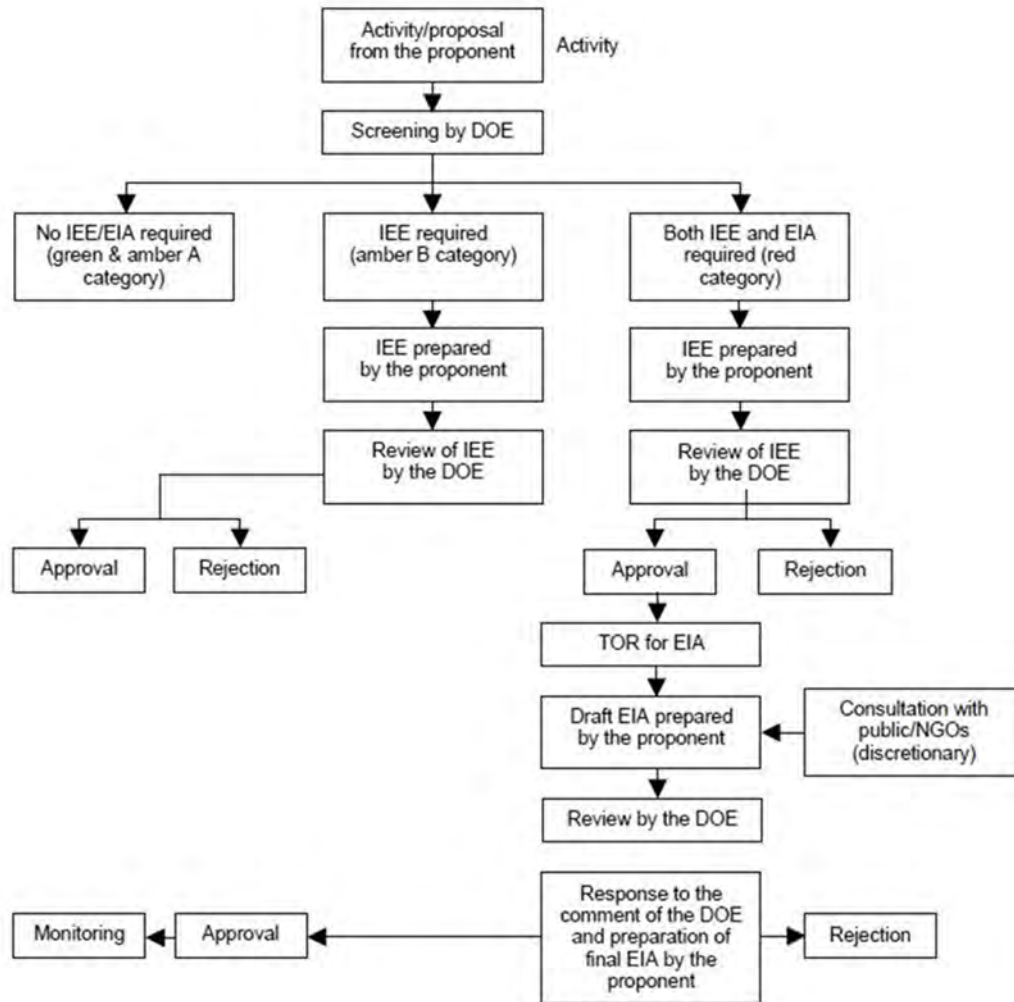 Activity/proposal
from the proponent
Activity
Screening by DOE
No IEE/EIA required
(green & amber A
category)
IEE required
(amber B category)
Both IEE and EIA
required (red
category)
IEE prepared
by the proponent
IEE prepared
by the proponent
Review of IEE
by the DOE
Review of IEE
by the DOE
Approval
Rejection
Approval
Rejection
TOR for EIA
Draft EIA prepared
by the proponent
Consultation with
public/NGOs
(discretionary)
Review by the DOE
Response to the
comment of the DOE
and preparation of
final EIA by the
proponent
Monitoring
Approval
Rejection